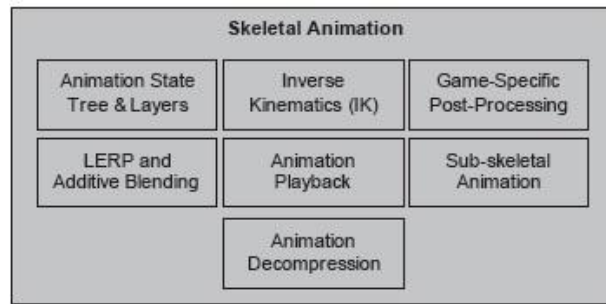 Skeletal Animation
Animation State
Tree & Layers
Inverse
Kinematics (IK)
Game-Specific
Post-Processing
LERP and
Additive Blending
Animation
Playback
Sub-skeletal
Animation
Animation
Decompression